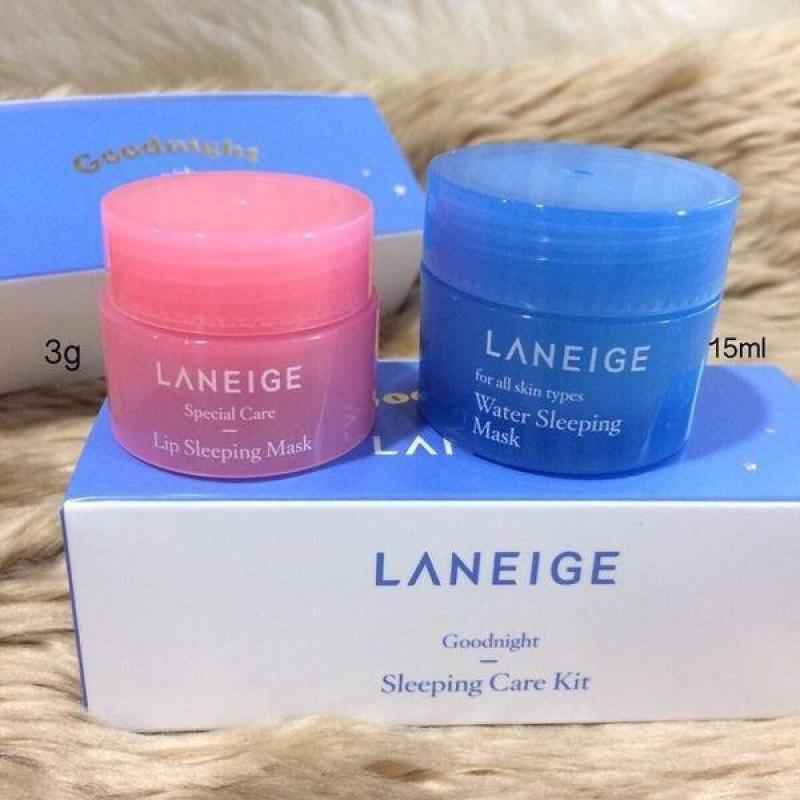 Goodnight
3g
LANEIGE
Special Care
Lip Sleeping Mask
LANEIGE
for all skin types
Water Sleeping
Mask
15ml
LANEIGE
Goodnight
Sleeping Care Kit